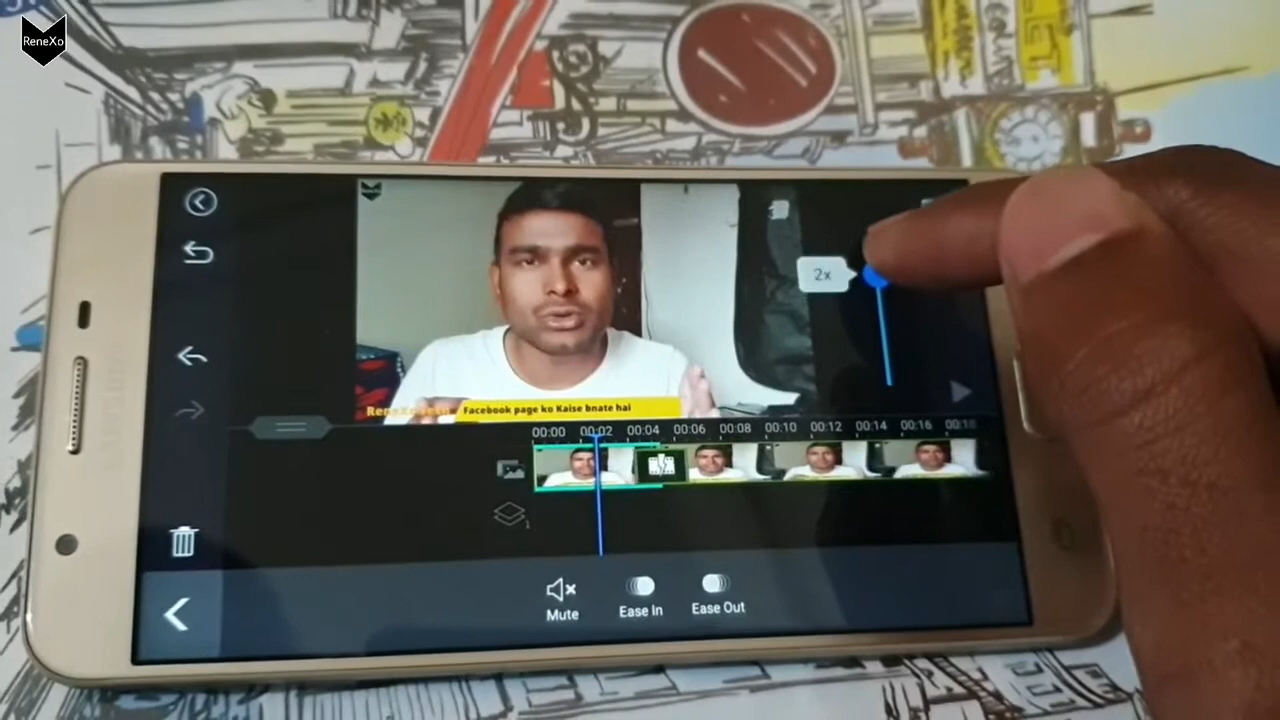 ReneXo
2x
Facebook page ko Kaise bnate hai
00:00 00:02 00:04 00:06 00:08 00:10 00:12 00:14 00:16 00:18
1
Mute Ease In Ease Out